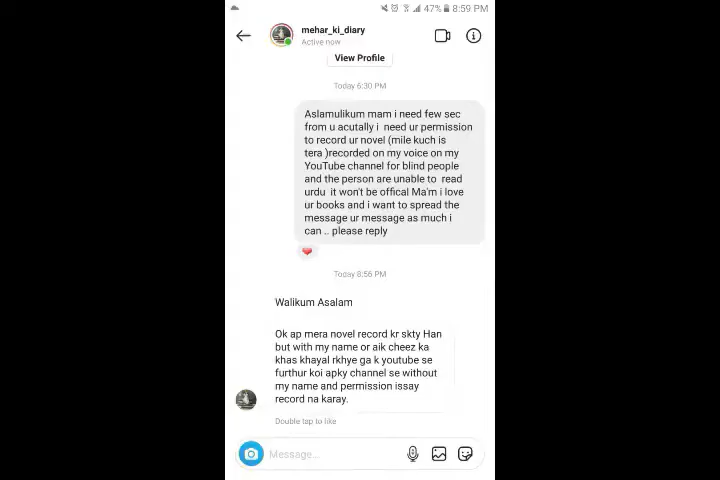 47% 8:59 PM
mehar_ki_diary
Active now
View Profile
Today 6:30 PM
Aslamulikum mam i need few sec
from u acutally i need ur permission
to record ur novel (mile kuch is
tera )recorded on my voice on my
YouTube channel for blind people
and the person are unable to read
urdu it won't be offical Ma'm i love
ur books and i want to spread the
message ur message as much i
can .. please reply
Today 8:56 PM
Walikum Asalam
Ok ap mera novel record kr skty Han
but with my name or aik cheez ka
khas khayal rkhye ga k youtube se
furthur koi apky channel se without
my name and permission issay
record na karay.
Double tap to like
Message...